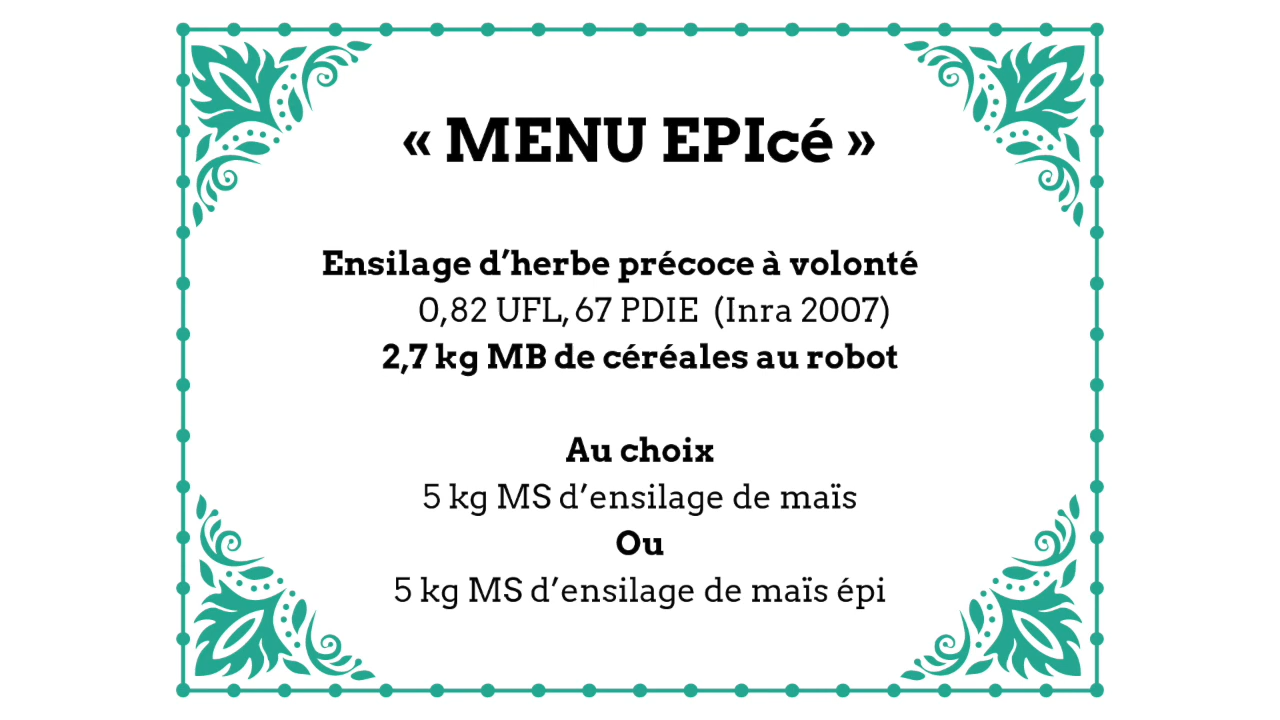 « MENU EPIcé »
Ensilage d’herbe précoce à volonté
0,82 UFL, 67 PDIE (Inra 2007)
2,7 kg MB de céréales au robot
Au choix
5 kg MS d’ensilage de maïs
Ou
5 kg MS d’ensilage de maïs épi